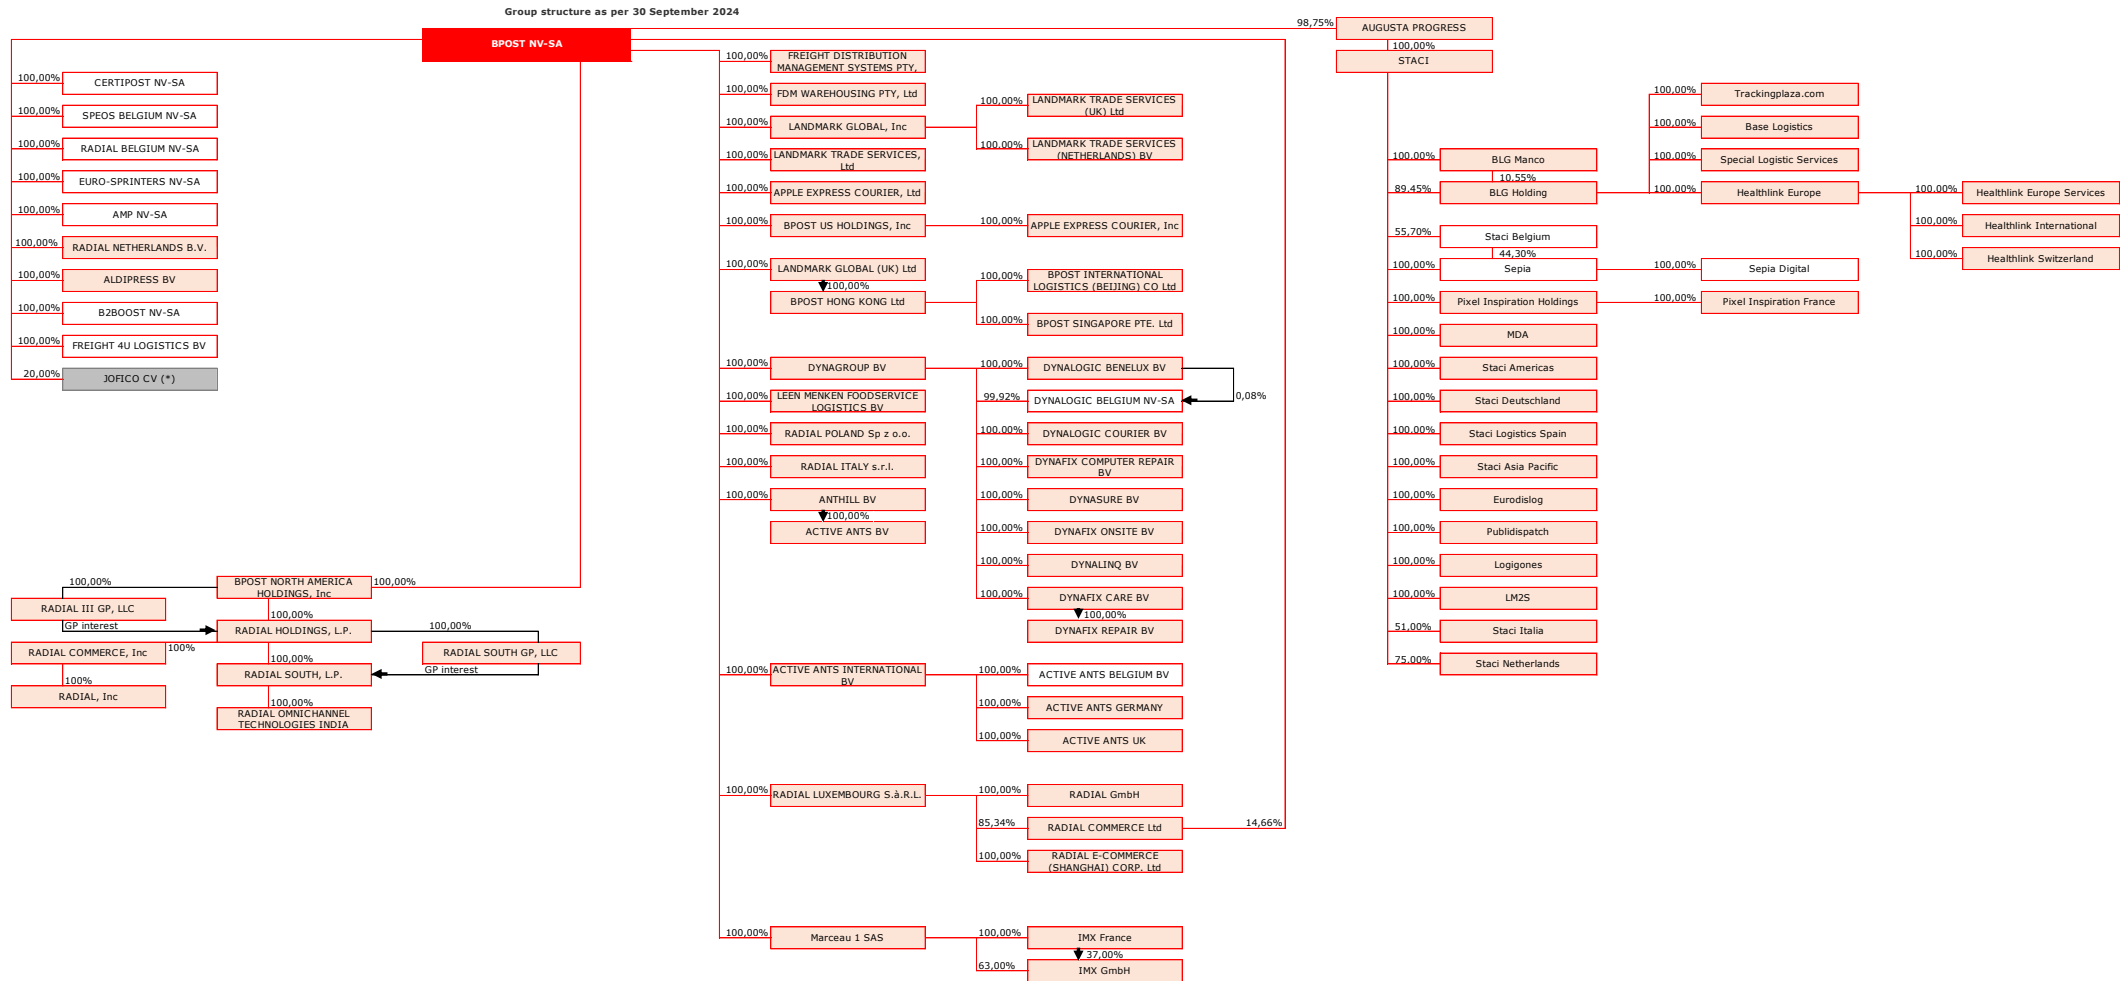 Group structure as per 30 September 2024
BPOST NV-SA
100,00%
CERTIPOST NV-SA
100,00%
SPEOS BELGIUM NV-SA
100,00%
RADIAL BELGIUM NV-SA
100,00%
EURO-SPRINTERS NV-SA
100,00%
AMP NV-SA
100,00%
RADIAL NETHERLANDS B.V.
100,00%
ALDIPRESS BV
100,00%
B2BOOST NV-SA
100,00%
FREIGHT 4U LOGISTICS BV
20,00%
JOFICO CV (*)
100,00%
BPOST NORTH AMERICA
HOLDINGS, Inc
100,00%
RADIAL III GP, LLC
GP interest
100,00%
RADIAL HOLDINGS, L.P.
100,00%
RADIAL SOUTH GP, LLC
GP interest
RADIAL COMMERCE, Inc
100%
100%
RADIAL, Inc
100,00%
RADIAL SOUTH, L.P.
100,00%
RADIAL OMNICHANNEL
TECHNOLOGIES INDIA
100,00%
FREIGHT DISTRIBUTION
MANAGEMENT SYSTEMS PTY,
100,00%
FDM WAREHOUSING PTY, Ltd
100,00%
LANDMARK GLOBAL, Inc
100,00%
LANDMARK TRADE SERVICES
(UK) Ltd
100,00%
LANDMARK TRADE SERVICES
(NETHERLANDS) BV
100,00%
LANDMARK TRADE SERVICES,
Ltd
100,00%
APPLE EXPRESS COURIER, Ltd
100,00%
BPOST US HOLDINGS, Inc
100,00%
APPLE EXPRESS COURIER, Inc
100,00%
LANDMARK GLOBAL (UK) Ltd
100,00%
BPOST HONG KONG Ltd
100,00%
BPOST INTERNATIONAL
LOGISTICS (BEIJING) CO Ltd
100,00%
BPOST SINGAPORE PTE. Ltd
100,00%
DYNAGROUP BV
100,00%
DYNALOGIC BENELUX BV
99,92%
DYNALOGIC BELGIUM NV-SA
0,08%
100,00%
DYNALOGIC COURIER BV
100,00%
DYNAFIX COMPUTER REPAIR
BV
100,00%
DYNASURE BV
100,00%
DYNAFIX ONSITE BV
100,00%
DYNALINQ BV
100,00%
DYNAFIX CARE BV
100,00%
DYNAFIX REPAIR BV
100,00%
LEEN MENKEN FOODSERVICE
LOGISTICS BV
100,00%
RADIAL POLAND Sp z o.o.
100,00%
RADIAL ITALY s.r.l.
100,00%
ANTHILL BV
100,00%
ACTIVE ANTS BV
100,00%
ACTIVE ANTS INTERNATIONAL
BV
100,00%
ACTIVE ANTS BELGIUM BV
100,00%
ACTIVE ANTS GERMANY
100,00%
ACTIVE ANTS UK
100,00%
RADIAL LUXEMBOURG S.à.R.L.
100,00%
RADIAL GmbH
85,34%
RADIAL COMMERCE Ltd
14,66%
100,00%
RADIAL E-COMMERCE
(SHANGHAI) CORP. Ltd
100,00%
Marceau 1 SAS
100,00%
IMX France
37,00%
63,00%
IMX GmbH
98,75%
AUGUSTA PROGRESS
100,00%
STACI
100,00%
BLG Manco
10,55%
89,45%
BLG Holding
100,00%
Trackingplaza.com
100,00%
Base Logistics
100,00%
Special Logistic Services
100,00%
Healthlink Europe
100,00%
Healthlink Europe Services
100,00%
Healthlink International
100,00%
Healthlink Switzerland
55,70%
Staci Belgium
44,30%
100,00%
Sepia
100,00%
Sepia Digital
100,00%
Pixel Inspiration Holdings
100,00%
Pixel Inspiration France
100,00%
MDA
100,00%
Staci Americas
100,00%
Staci Deutschland
100,00%
Staci Logistics Spain
100,00%
Staci Asia Pacific
100,00%
Eurodislog
100,00%
Publidispatch
100,00%
Logigones
100,00%
LM2S
51,00%
Staci Italia
75,00%
Staci Netherlands